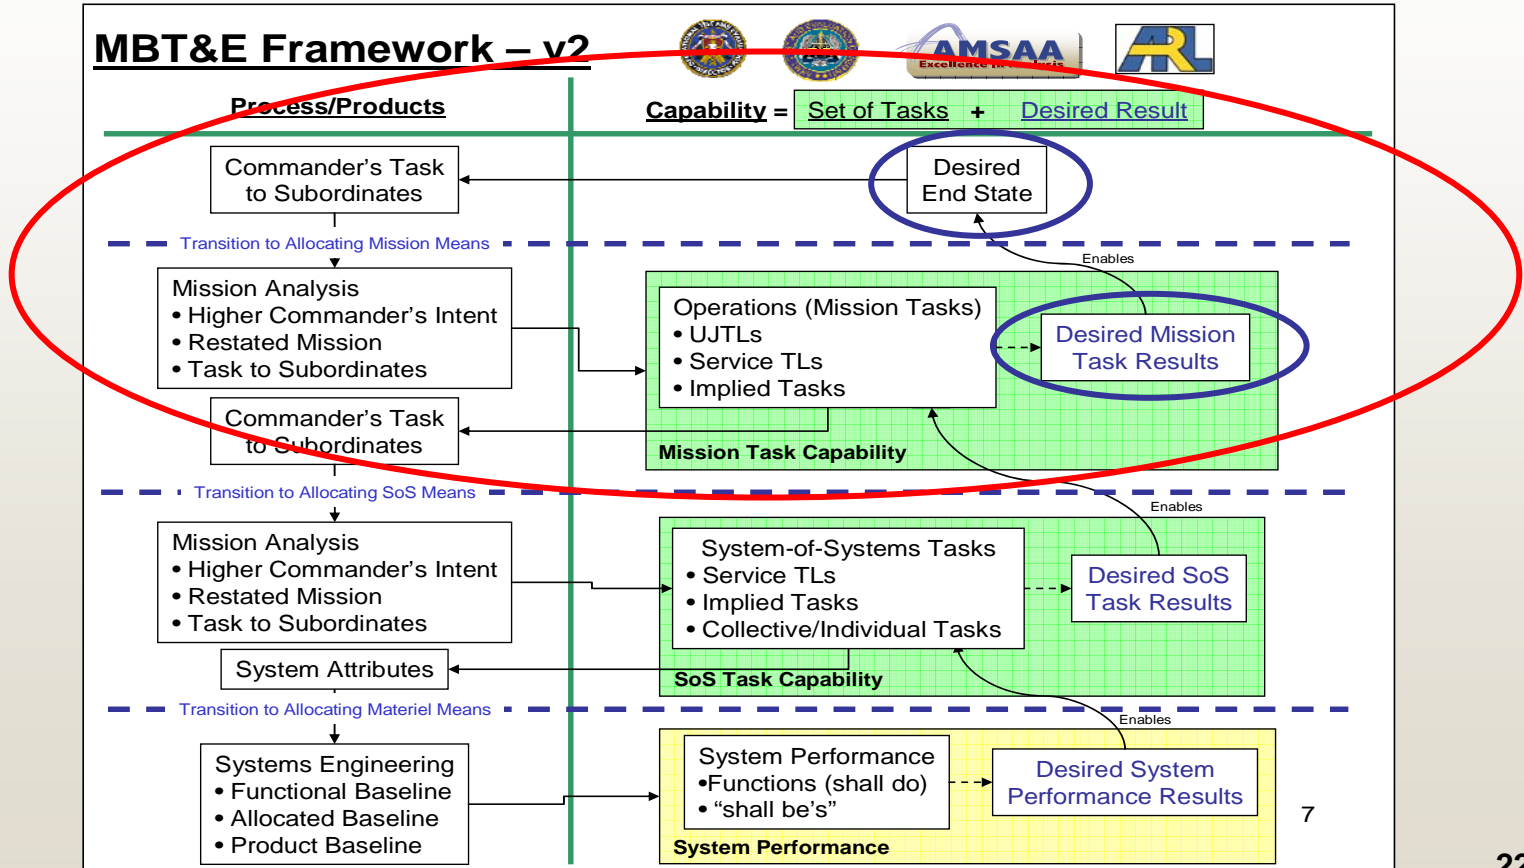 MBT&E Framework – v2
AMSAA
Excellence in Analysis
ARL
Process/Products
Capability = Set of Tasks + Desired Result
Commander's Task
to Subordinates
Desired
End State
Transition to Allocating Mission Means
Enables
Mission Analysis
• Higher Commander's Intent
• Restated Mission
• Task to Subordinates
Operations (Mission Tasks)
• UJTLs
• Service TLs
• Implied Tasks
Desired Mission
Task Results
Commander's Task
to Subordinates
Mission Task Capability
Transition to Allocating SoS Means
Enables
Mission Analysis
• Higher Commander's Intent
• Restated Mission
• Task to Subordinates
System-of-Systems Tasks
• Service TLs
• Implied Tasks
• Collective/Individual Tasks
Desired SoS
Task Results
System Attributes
SoS Task Capability
Transition to Allocating Materiel Means
Enables
Systems Engineering
• Functional Baseline
• Allocated Baseline
• Product Baseline
System Performance
•Functions (shall do)
• “shall be's”
Desired System
Performance Results
System Performance
7
22